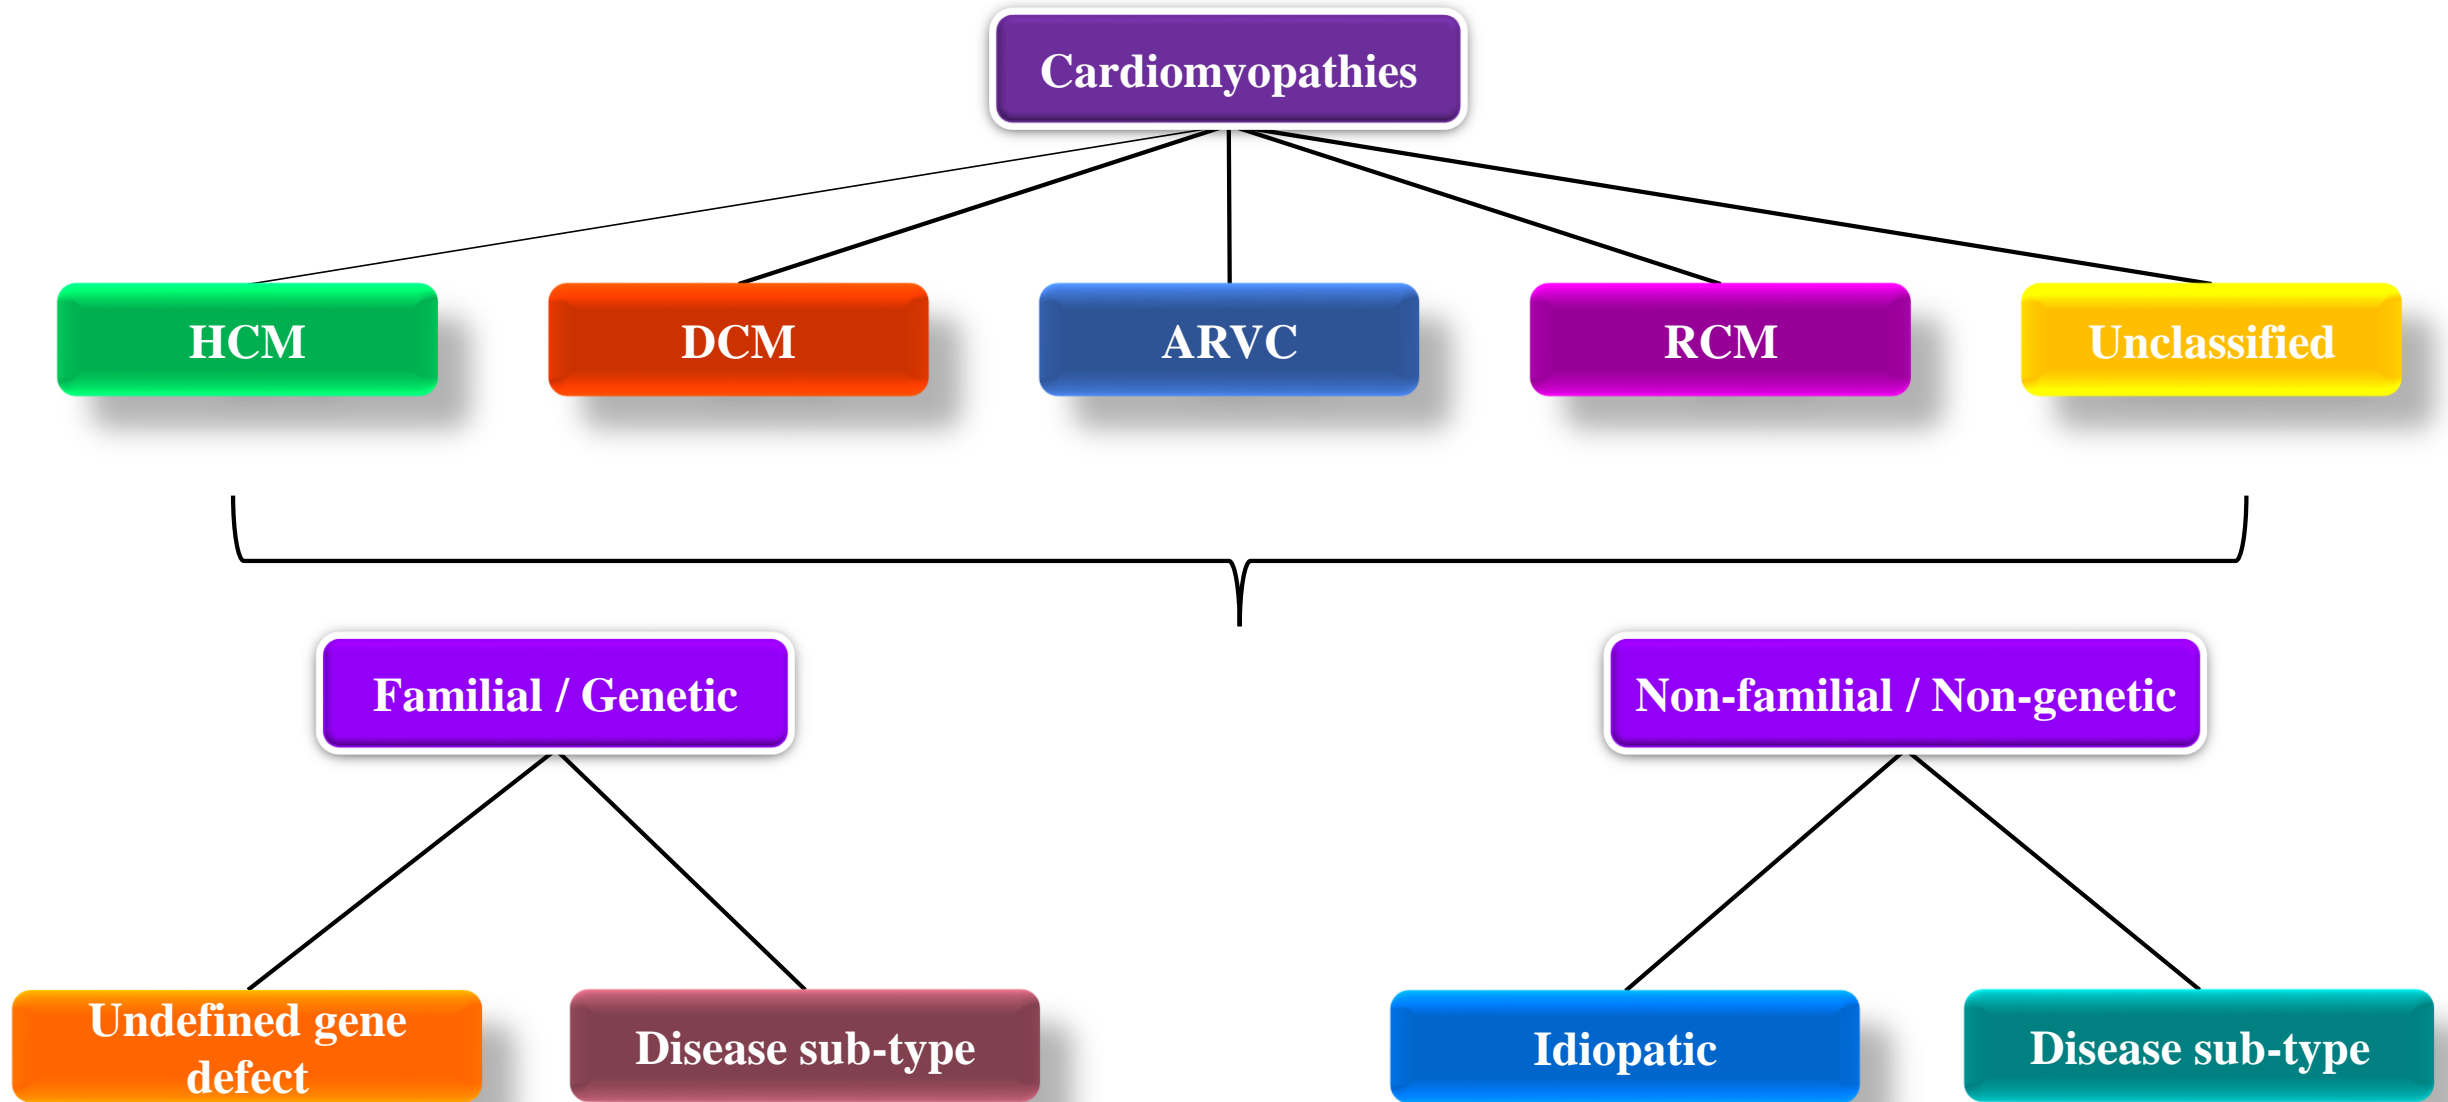 Cardiomyopathies
HCM
DCM
ARVC
RCM
Unclassified
Familial / Genetic
Non-familial / Non-genetic
Undefined gene
defect
Disease sub-type
Idiopatic
Disease sub-type